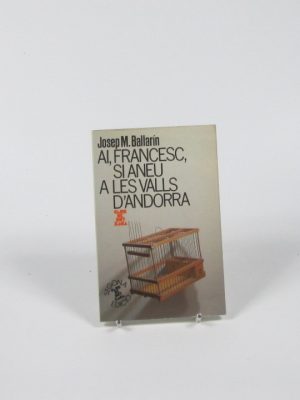 Josep M. Ballarín
AI, FRANCESC,
SI ANEU
A LES VALLS
D'ANDORRA